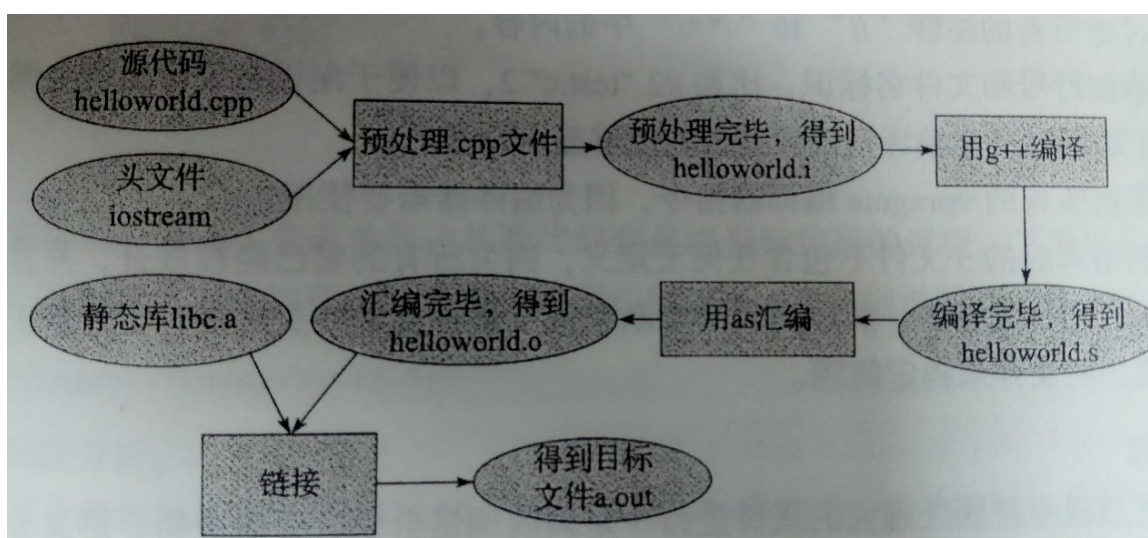 源代码
helloworld.cpp
头文件
iostream
预处理.cpp文件
预处理完毕，得到
helloworld.i
用g++编译
静态库libc.a
汇编完毕，得到
helloworld.o
用as汇编
编译完毕，得到
helloworld.s
链接
得到目标
文件a.out